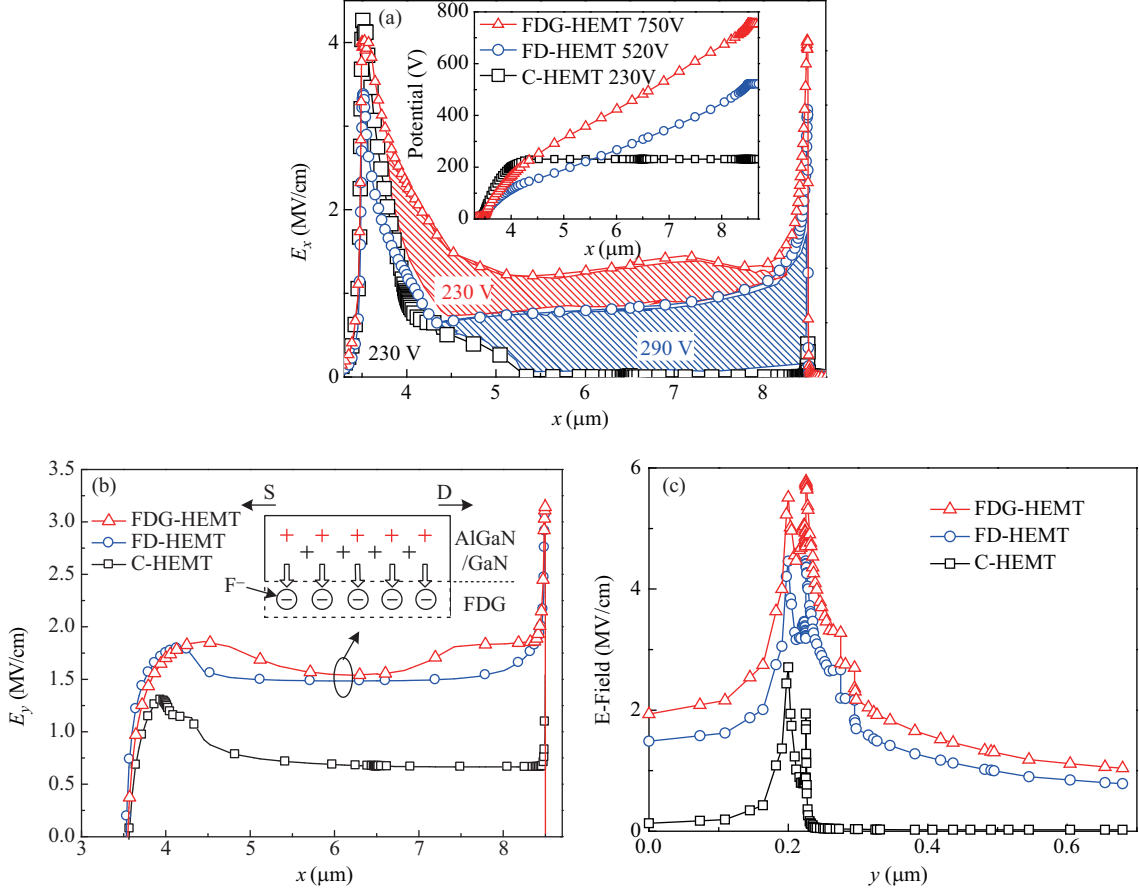 (a)
FDG-HEMT 750V
FD-HEMT 520V
C-HEMT 230V
Potential (V)
800
600
400
200
0
4 5 6 7 8
x (μm)
Eₓ (MV/cm)
4
2
0
230 V
230 V
290 V
4 5 6 7 8
x (μm)
(b)
FDG-HEMT
FD-HEMT
C-HEMT
S
D
AlGaN
/GaN
F⁻
FDG
+ + + + +
+ + + +
− − − − −
E_y (MV/cm)
3.5
3.0
2.5
2.0
1.5
1.0
0.5
0.0
3 4 5 6 7 8
x (μm)
(c)
FDG-HEMT
FD-HEMT
C-HEMT
E-Field (MV/cm)
6
4
2
0
0.0 0.2 0.4 0.6
y (μm)